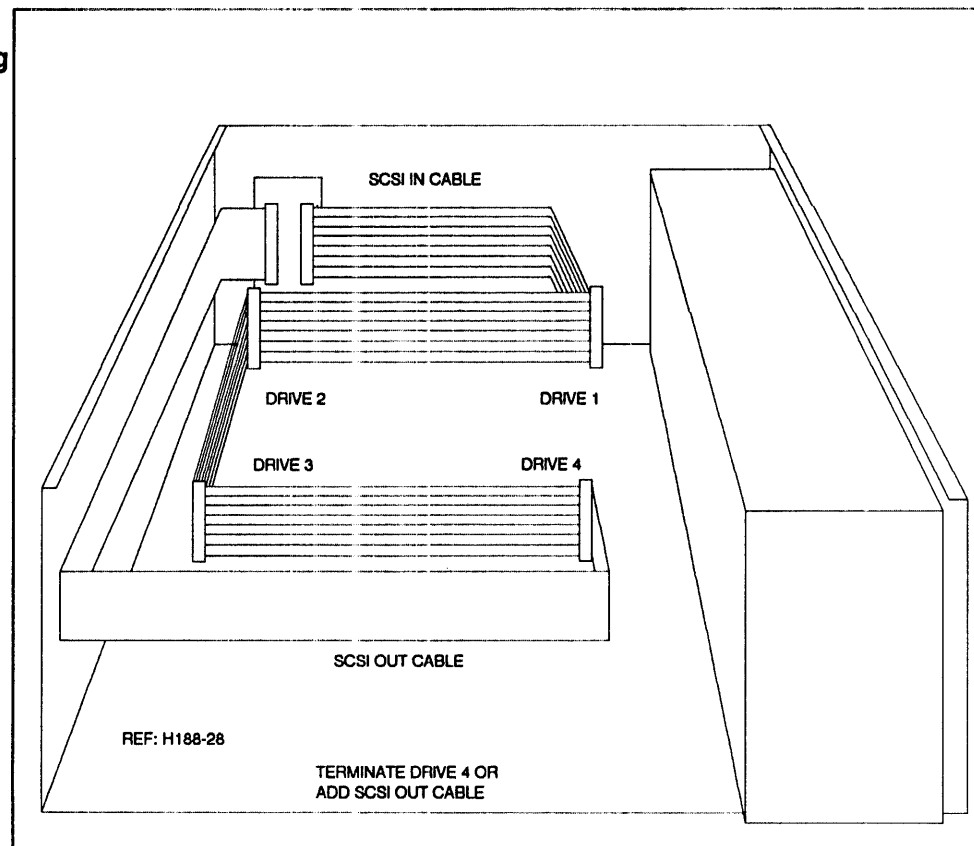 g
SCSI IN CABLE
DRIVE 2 DRIVE 1
DRIVE 3 DRIVE 4
SCSI OUT CABLE
REF: H188-28
TERMINATE DRIVE 4 OR
ADD SCSI OUT CABLE